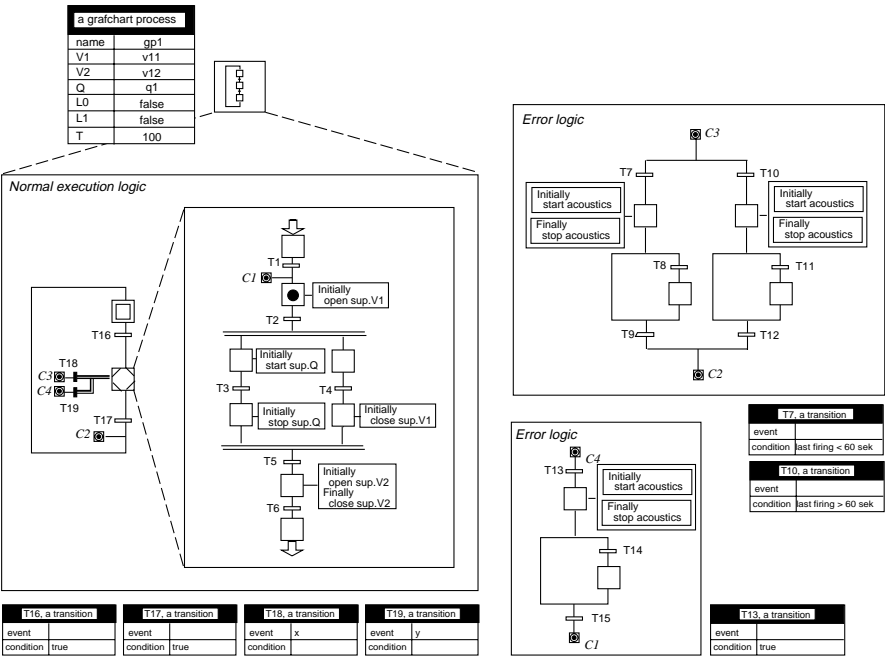 a grafchart process
name gp1
V1 v11
V2 v12
Q q1
L0 false
L1 false
T 100
Normal execution logic
T16
T18
C3
C4
T19
T17
C2
T1
C1
Initially
open sup.V1
T2
Initially
start sup.Q
T3
T4
Initially
stop sup.Q
Initially
close sup.V1
T5
Initially
open sup.V2
Finally
close sup.V2
T6
Error logic
C3
T7
T10
Initially
start acoustics
Finally
stop acoustics
Initially
start acoustics
Finally
stop acoustics
T8
T11
T9
T12
C2
Error logic
C4
T13
Initially
start acoustics
Finally
stop acoustics
T14
T15
C1
T7, a transition
event
condition last firing < 60 sek
T10, a transition
event
condition last firing > 60 sek
T16, a transition
event
condition true
T17, a transition
event
condition true
T18, a transition
event x
condition
T19, a transition
event y
condition
T13, a transition
event
condition true